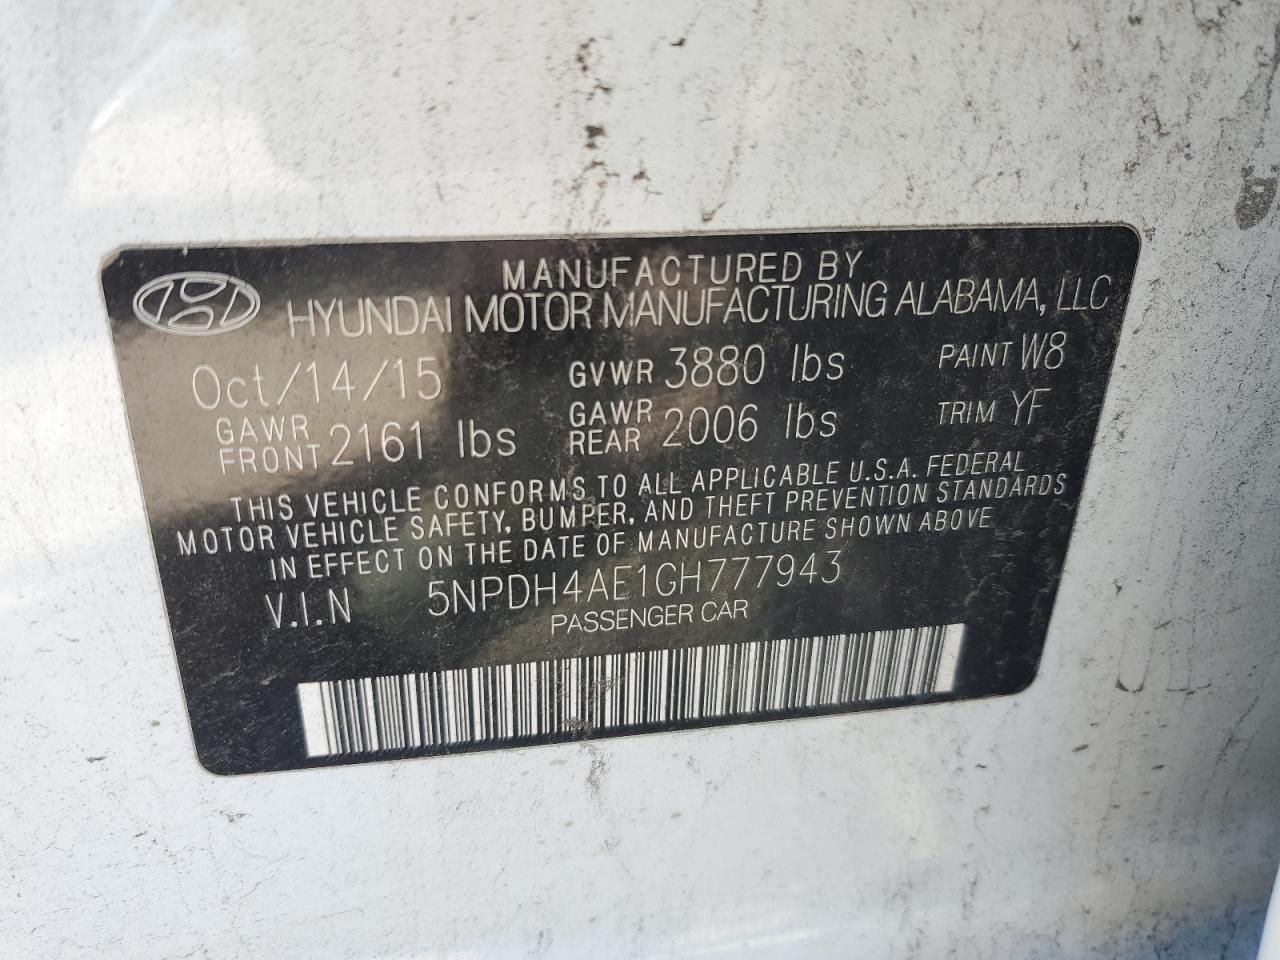 MANUFACTURED BY
HYUNDAI MOTOR MANUFACTURING ALABAMA, LLC
Oct/14/15 GVWR 3880 lbs PAINT W8
GAWR FRONT 2161 lbs GAWR REAR 2006 lbs TRIM YF
THIS VEHICLE CONFORMS TO ALL APPLICABLE U.S.A. FEDERAL
MOTOR VEHICLE SAFETY, BUMPER, AND THEFT PREVENTION STANDARDS
IN EFFECT ON THE DATE OF MANUFACTURE SHOWN ABOVE
V.I.N 5NPDH4AE1GH777943
PASSENGER CAR